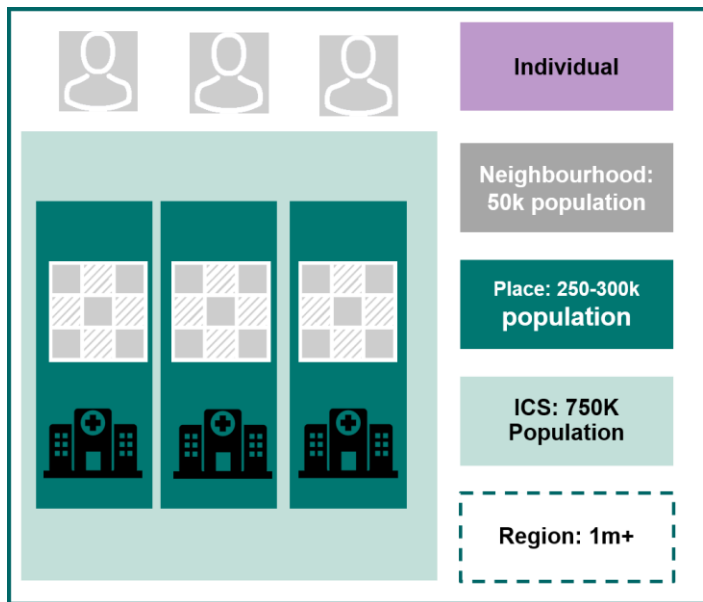 Individual
Neighbourhood:
50k population
Place: 250-300k
population
ICS: 750K
Population
Region: 1m+